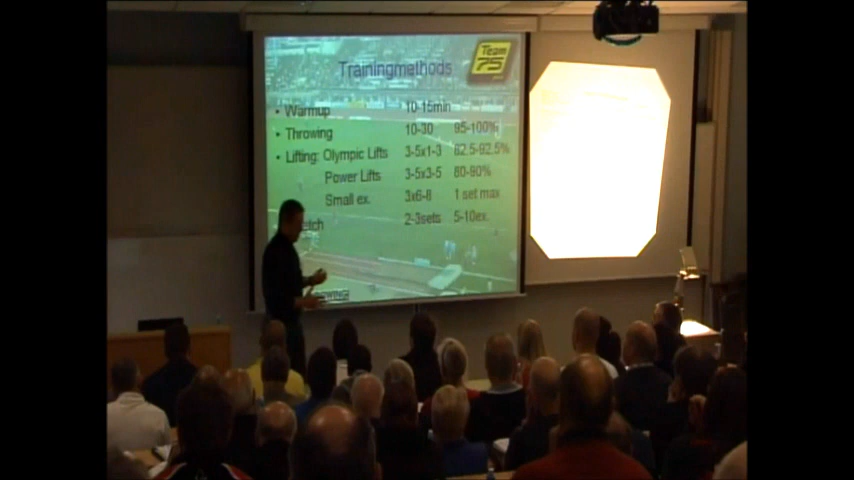 Team
75
Trainingmethods
• Warmup 10-15min
• Throwing 10-30 95-100%
• Lifting: Olympic Lifts 3-5x1-3 82.5-92.5%
Power Lifts 3-5x3-5 80-90%
Small ex. 3x6-8 1 set max
etch 2-3sets 5-10ex.